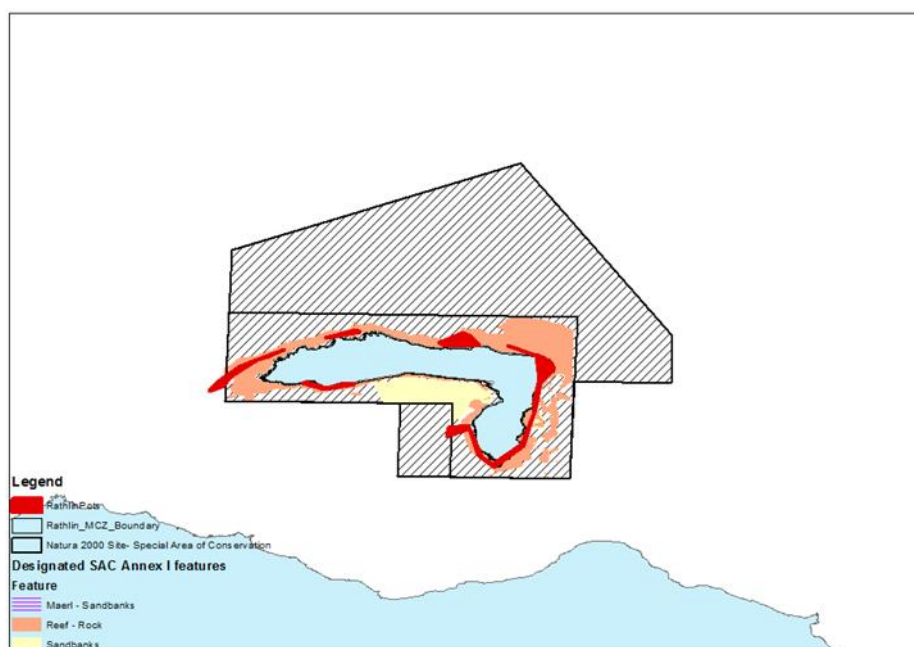 Legend
RathlinPots
Rathlin_MCZ_Boundary
Natura 2000 Site- Special Area of Conservation
Designated SAC Annex I features
Feature
Maerl - Sandbanks
Reef - Rock
Sandbanks